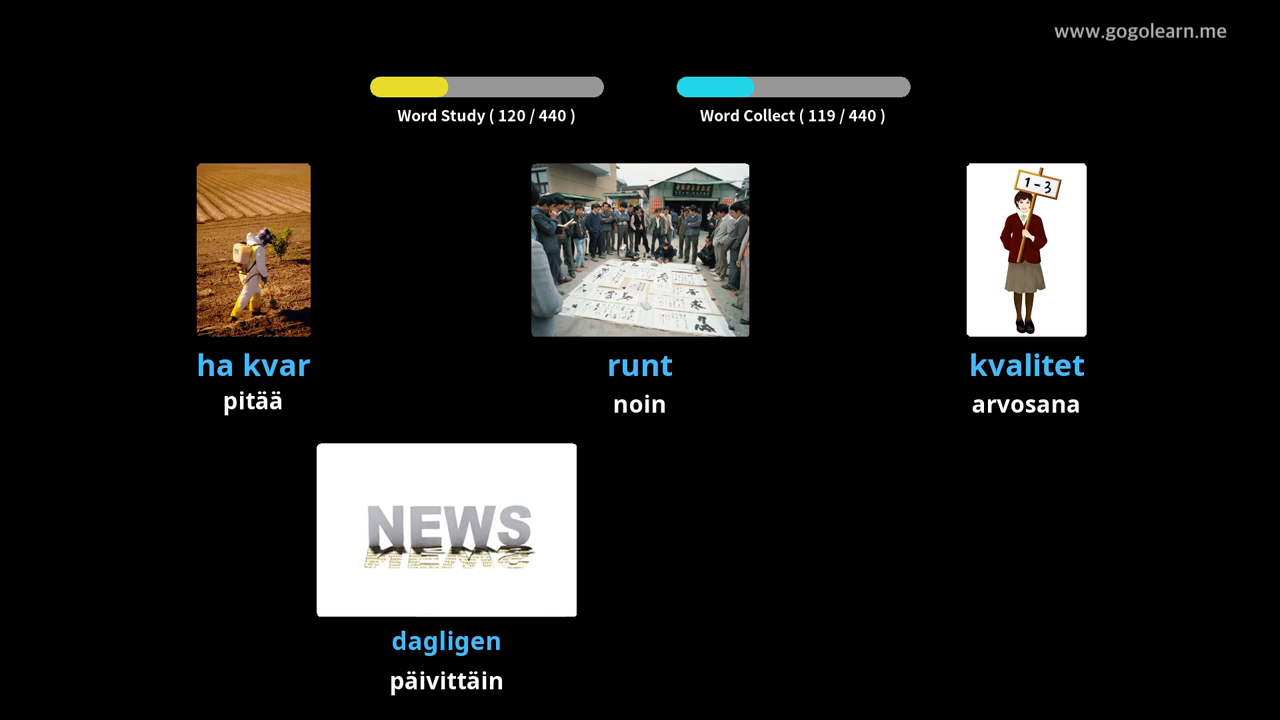 www.gogolearn.me
Word Study ( 120 / 440 )
Word Collect ( 119 / 440 )
1 - 3
ha kvar
runt
kvalitet
pitää
noin
arvosana
NEWS
dagligen
päivittäin